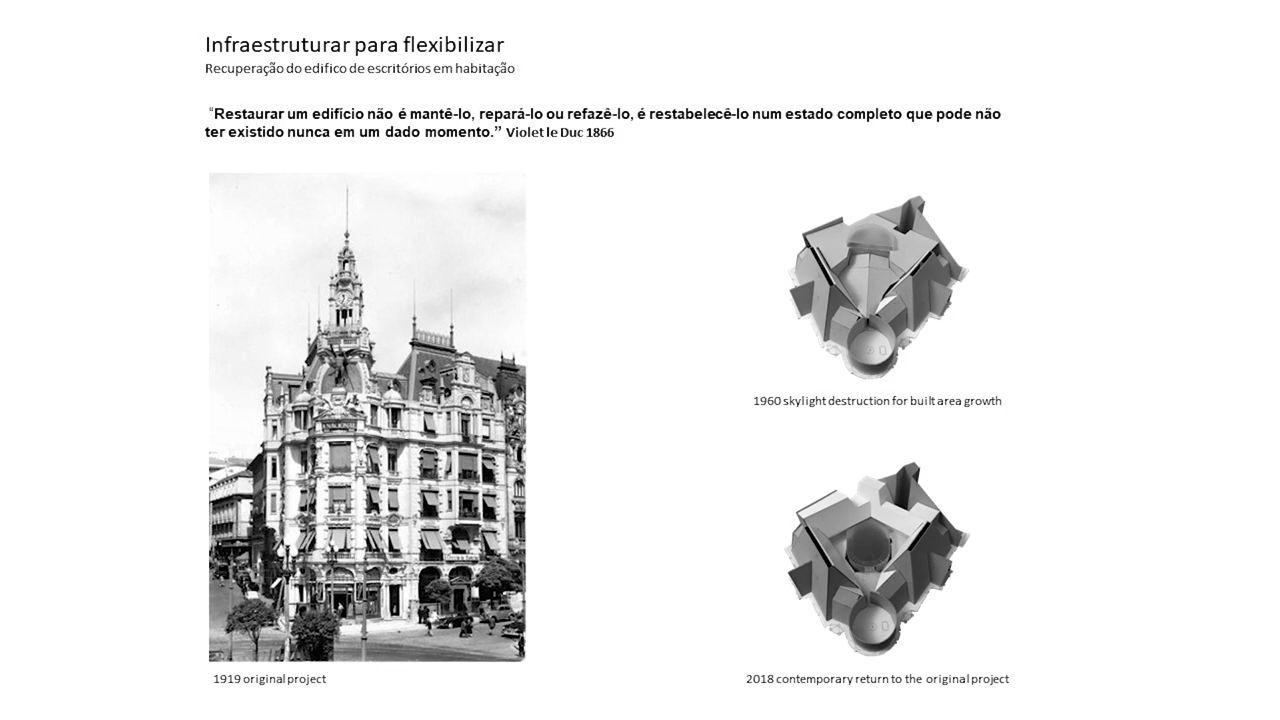 Infraestruturar para flexibilizar
Recuperação do edifico de escritórios em habitação
“Restaurar um edifício não é mantê-lo, repará-lo ou refazê-lo, é restabelecê-lo num estado completo que pode não
ter existido nunca em um dado momento.” Violet le Duc 1866
A NACIONAL
1960 skylight destruction for built area growth
1919 original project
2018 contemporary return to the original project